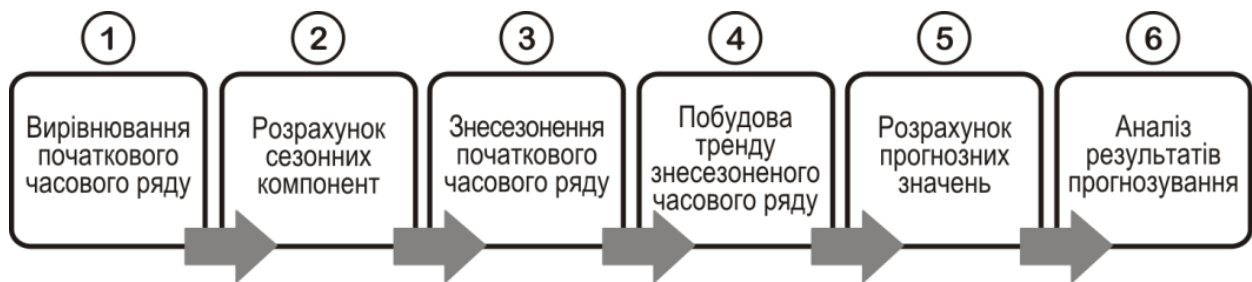 1
Вирівнювання
початкового
часового ряду
2
Розрахунок
сезонних
компонент
3
Знесезонення
початкового
часового ряду
4
Побудова
тренду
знесезоненого
часового ряду
5
Розрахунок
прогнозних
значень
6
Аналіз
результатів
прогнозування